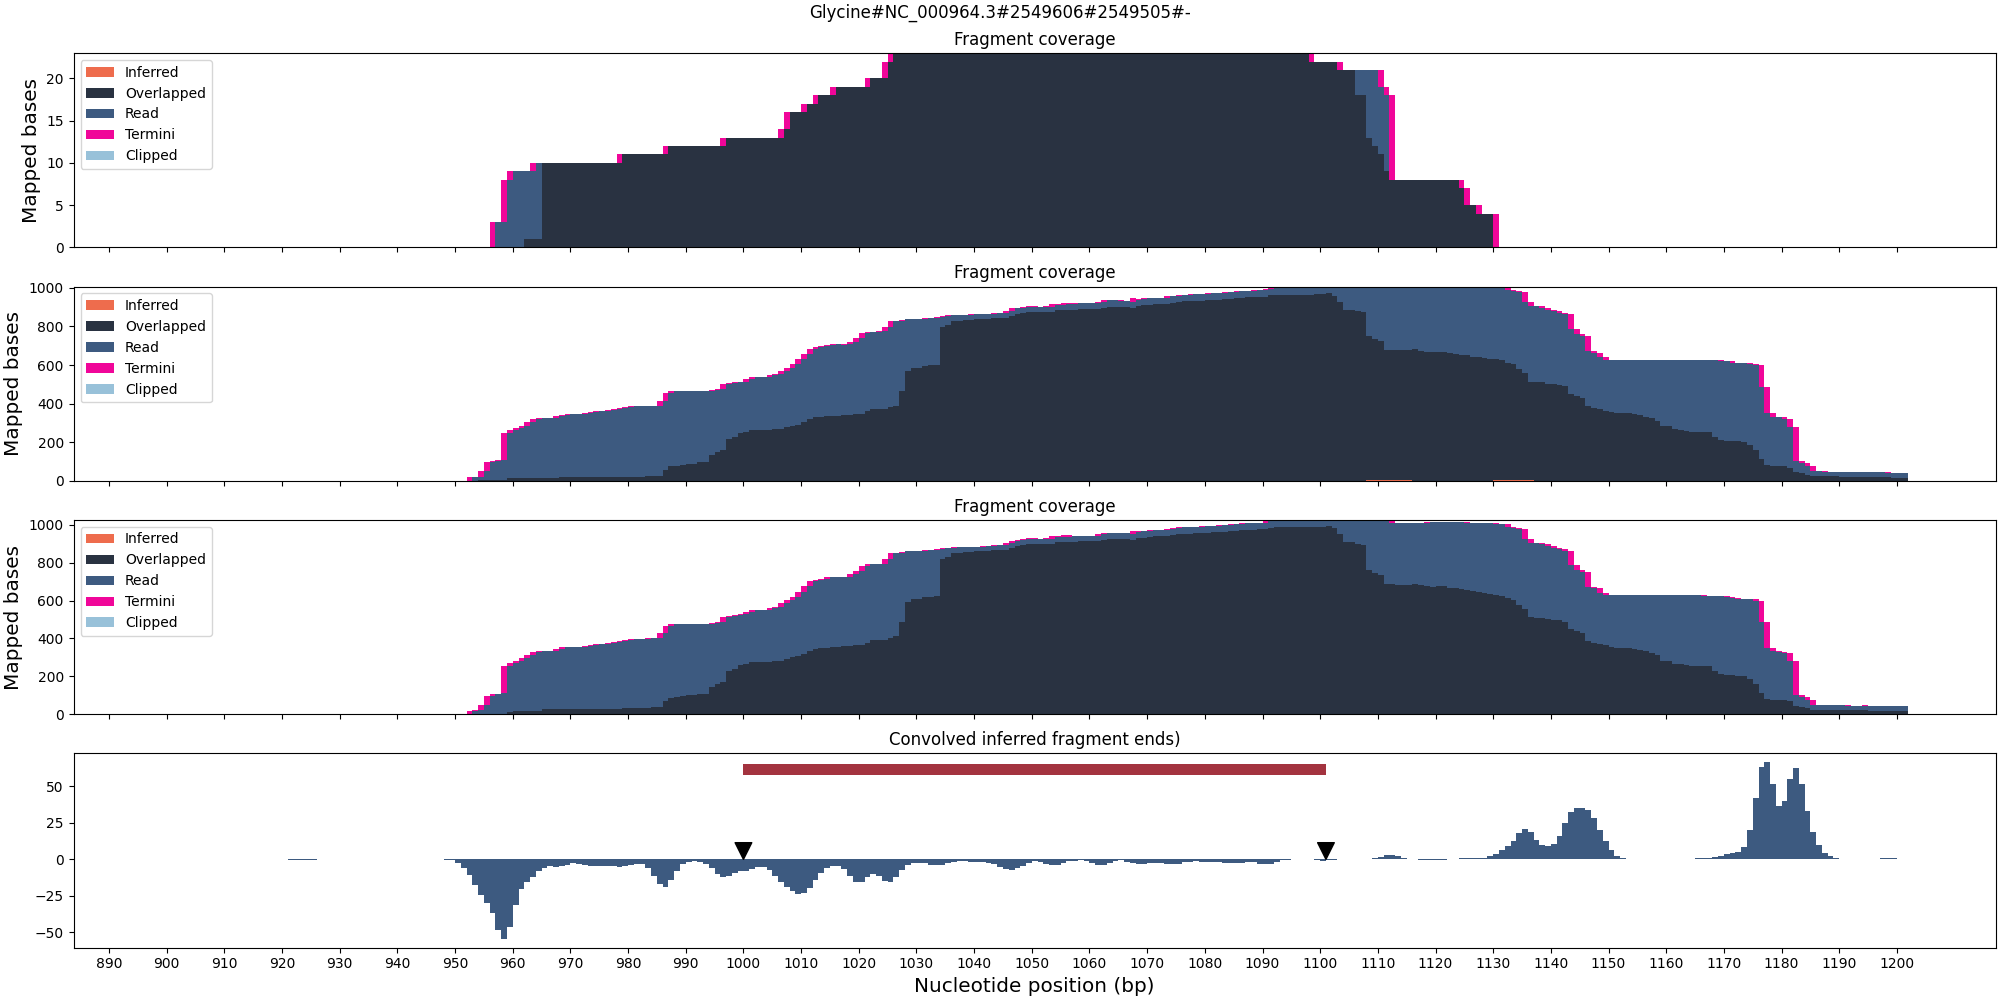 Glycine#NC_000964.3#2549606#2549505#-
Fragment coverage
Mapped bases
20
15
10
5
0
Inferred
Overlapped
Read
Termini
Clipped
Fragment coverage
Mapped bases
1000
800
600
400
200
0
Inferred
Overlapped
Read
Termini
Clipped
Fragment coverage
Mapped bases
1000
800
600
400
200
0
Inferred
Overlapped
Read
Termini
Clipped
Convolved inferred fragment ends)
50
25
0
−25
−50
890 900 910 920 930 940 950 960 970 980 990 1000 1010 1020 1030 1040 1050 1060 1070 1080 1090 1100 1110 1120 1130 1140 1150 1160 1170 1180 1190 1200
Nucleotide position (bp)